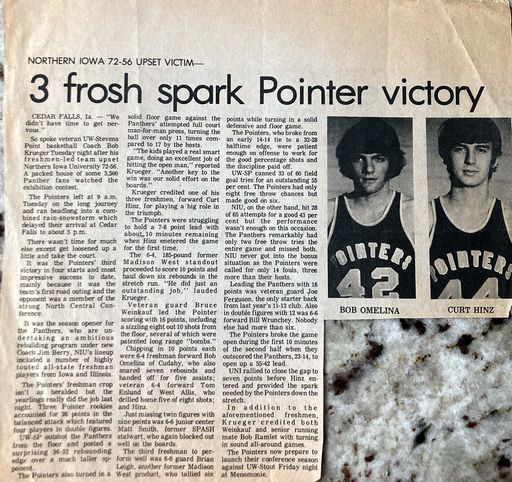 NORTHERN IOWA 72-56 UPSET VICTIM—
3 frosh spark Pointer victory
CEDAR FALLS, Ia. — "We
didn't have time to get ner-
vous."
So spoke veteran UW-Stevens
Point basketball Coach Bob
Krueger Tuesday night after his
freshmen-led team upset
Northern Iowa University 72-56.
A packed house of some 3,500
Panther fans watched the
exhibition contest.
The Pointers left at 9 a.m.
Tuesday on the long journey
and ran headlong into a com-
bined rain-snowstorm which
delayed their arrival at Cedar
Falls to about 5 p.m.
There wasn't time for much
else except get loosened up a
little and take the court.
It was the Pointers' third
victory in four starts and most
impressive success to date,
mainly because it was the
team's first road outing and the
opponent was a member of the
strong North Central Con-
ference.
It was the season opener for
the Panthers, who are un-
dertaking an ambitious
rebuilding program under new
Coach Jim Berry. NIU's lineup
included a number of highly
touted all-state freshman
players from Iowa and Illinois.
The Pointers' freshman crop
isn't as heralded but the
yearlings really did the job last
night. Three Pointer rookies
accounted for 26 points in the
balanced attack which featured
four players in double figures.
UW-SP outshot the Panthers
from the floor and posted a
surprising 36-32 rebounding
edge over a much taller op-
ponent.
The Pointers also turned in a
solid floor game against the
Panthers' attempted full court
man-for-man press, turning the
ball over only 11 times com-
pared to 17 by the hosts.
"The kids played a real smart
game, doing an excellent job of
hitting the open man," reported
Krueger. "Another key to the
win was our solid effort on the
boards."
Krueger credited one of his
three freshmen, forward Curt
Hinz, for playing a big role in
the triumph.
The Pointers were struggling
to hold a 7-8 point lead with
about 10 minutes remaining
when Hinz entered the game
for the first time.
The 6-4, 185-pound former
Madison West standout
proceeded to score 10 points and
haul down six rebounds in the
stretch run. "He did just an
outstanding job," lauded
Krueger.
Veteran guard Bruce
Weinkauf led the Pointer
scoring with 16 points, including
a sizzling eight out 10 shots from
the floor, several of which were
patented long range "bombs."
Chipping in 10 points each
were 6-4 freshman forward Bob
Omelina of Cudahy, who also
snared seven rebounds and
handed off for five assists;
veteran 6-4 forward Tom
Enlund of West Allis, who
drilled home five of eight shots;
and Hinz.
Just missing twin figures with
nine points was 6-6 junior center
Matt Smith, former SPASH
stalwart, who again blocked out
well on the boards.
The third freshman to per-
form well was 6-0 guard Brian
Leigh, another former Madison
West product, who tallied six
points while turning in a solid
defensive and floor game.
The Pointers, who broke from
an early 14-14 tie to a 32-28
halftime edge, were patient
enough on offense to work for
the good percentage shots and
the discipline paid off.
UW-SP canned 33 of 60 field
goal tries for an outstanding 55
per cent. The Pointers had only
eight free throw chances but
made good on six.
NIU, on the other hand, hit 28
of 65 attempts for a good 43 per
cent but the performance
wasn't enough on this occasion.
The Panthers remarkably had
only two free throw tries the
entire game and missed both.
NIU never got into the bonus
situation as the Pointers were
called for only 14 fouls, three
more than their hosts.
Leading the Panthers with 16
points was veteran guard Joe
Ferguson, the only starter back
from last year's 11-13 club. Also
in double figures with 12 was 6-6
forward Bill Wrunchey. Nobody
else had more than six.
The Pointers broke the game
open during the first 10 minutes
of the second half when they
outscored the Panthers, 23-14, to
open up a 55-42 lead.
UNI rallied to close the gap to
seven points before Hinz en-
tered and provided the spark
needed by the Pointers down the
stretch.
In addition to the
aforementioned freshmen,
Krueger credited both
Weinkauf and senior running
mate Bob Ramlet with turning
in sound all-around games.
The Pointers now prepare to
launch their conference season
against UW-Stout Friday night
at Menomonie.
POINTERS
42
BOB OMELINA
POINTERS
CURT HINZ